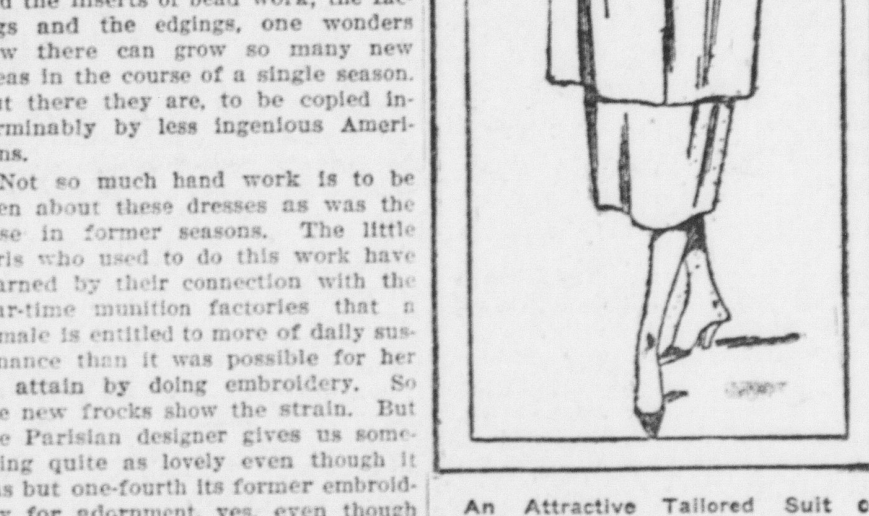 the inserts of bead work, the fac-
gs and the edgings, one wonders
w there can grow so many new
eas in the course of a single season.
ut there they are, to be copied in-
rminably by less ingenious Ameri-
ns.
Not so much hand work is to be
en about these dresses as was the
se in former seasons. The little
rls who used to do this work have
arned by their connection with the
ar-time munition factories that a
male is entitled to more of daily sus-
nance than it was possible for her
attain by doing embroidery. So
e new frocks show the strain. But
e Parisian designer gives us some-
ing quite as lovely even though it
s but one-fourth its former embroid-
y for adornment, yes, even though
An Attractive Tailored Suit